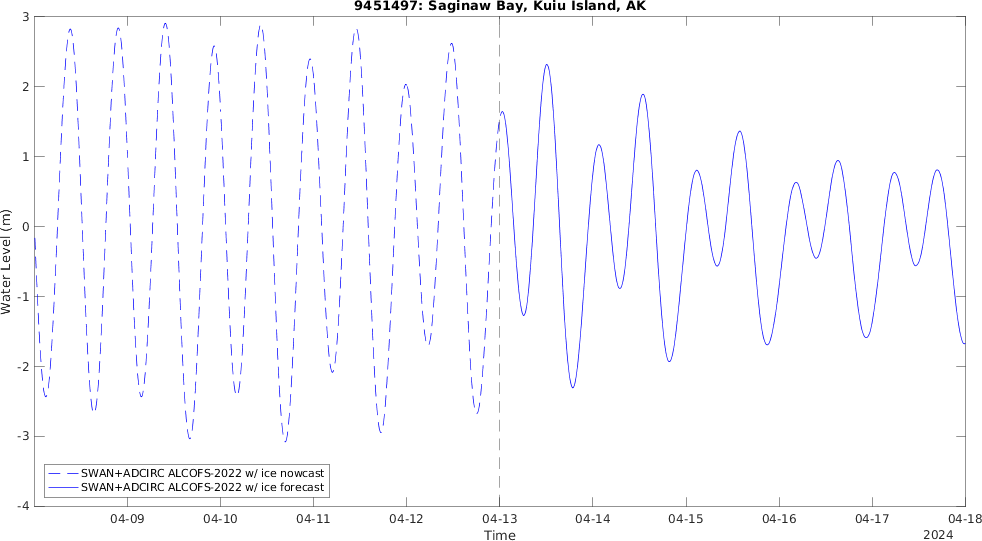 9451497: Saginaw Bay, Kuiu Island, AK
3
2
1
0
-1
-2
-3
-4
Water Level (m)
SWAN+ADCIRC ALCOFS-2022 w/ ice nowcast
SWAN+ADCIRC ALCOFS-2022 w/ ice forecast
04-09 04-10 04-11 04-12 04-13 04-14 04-15 04-16 04-17 04-18
Time
2024